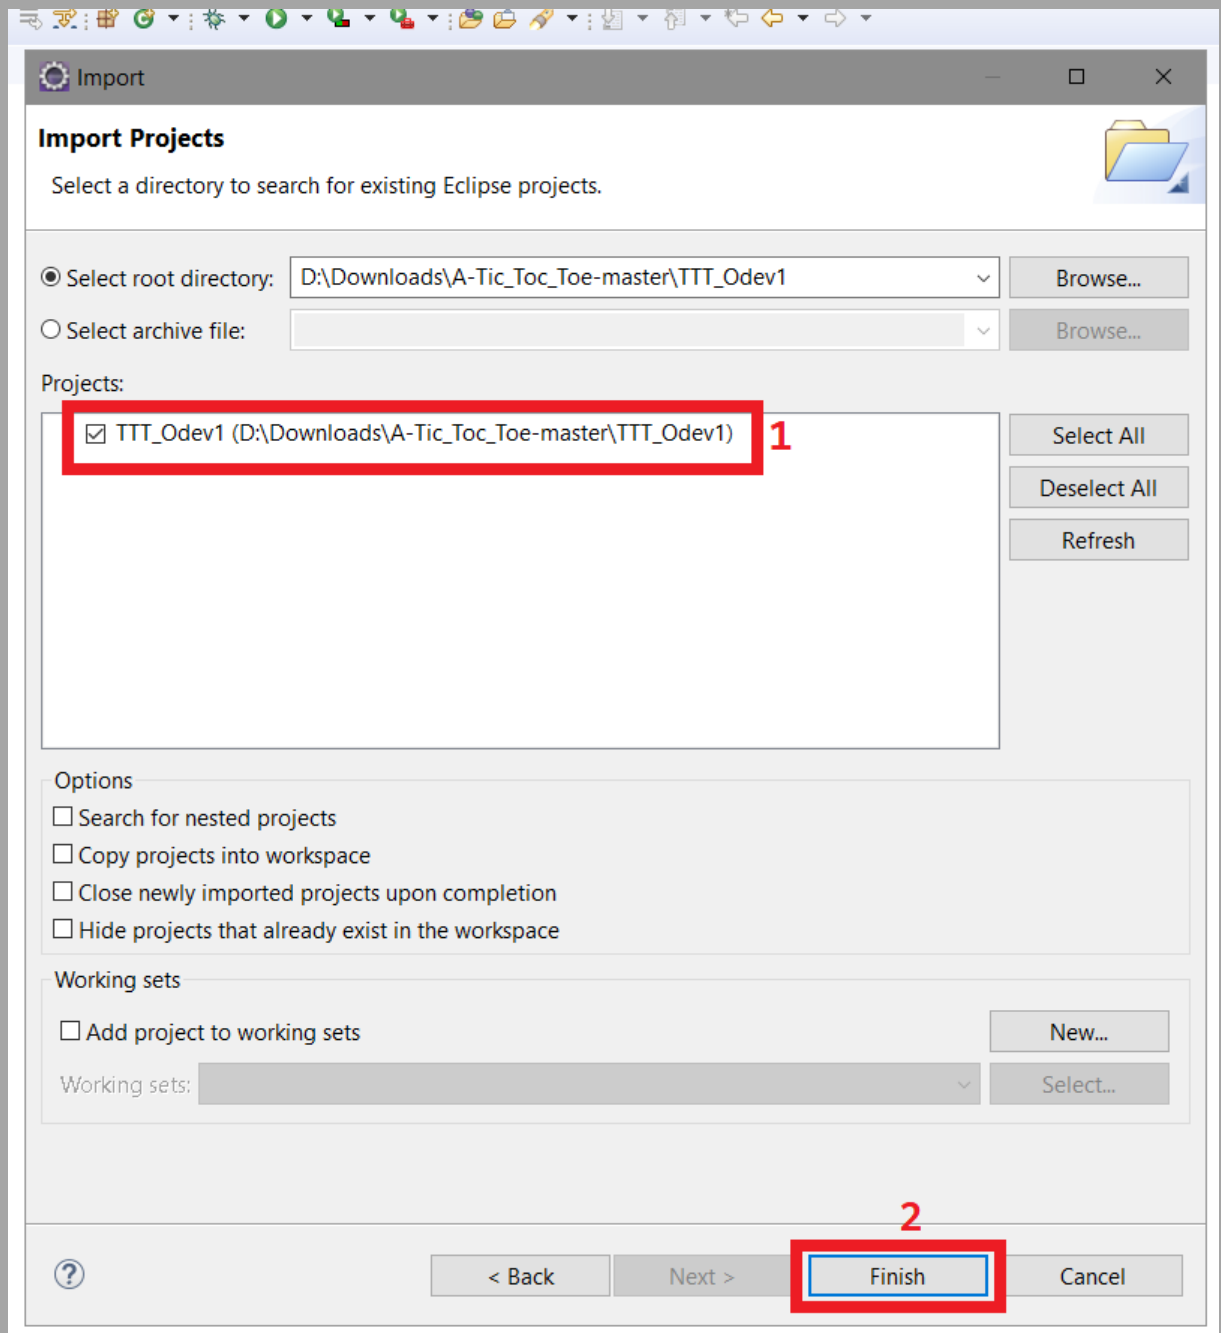 Import
Import Projects
Select a directory to search for existing Eclipse projects.
Select root directory: D:\Downloads\A-Tic_Toc_Toe-master\TTT_Odev1 Browse...
Select archive file: Browse...
Projects:
TTT_Odev1 (D:\Downloads\A-Tic_Toc_Toe-master\TTT_Odev1) 1
Select All
Deselect All
Refresh
Options
Search for nested projects
Copy projects into workspace
Close newly imported projects upon completion
Hide projects that already exist in the workspace
Working sets
Add project to working sets New...
Working sets: Select...
2
? < Back Next > Finish Cancel